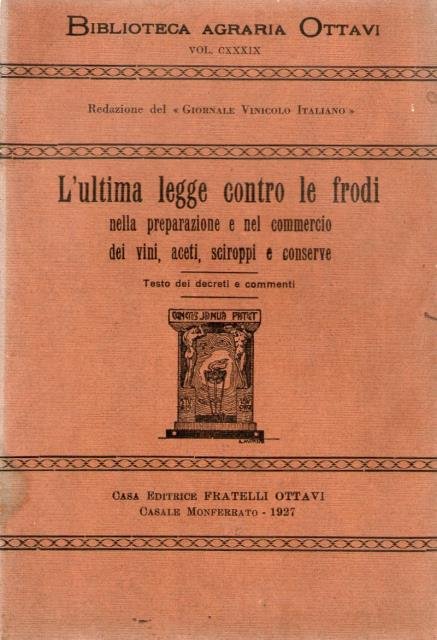 BIBLIOTECA AGRARIA OTTAVI
VOL. CXXXIX
Redazione del « GIORNALE VINICOLO ITALIANO »
L'ultima legge contro le frodi
nella preparazione e nel commercio
dei vini, aceti, sciroppi e conserve
Testo dei decreti e commenti
JANUA PATET
CASA EDITRICE FRATELLI OTTAVI
CASALE MONFERRATO - 1927